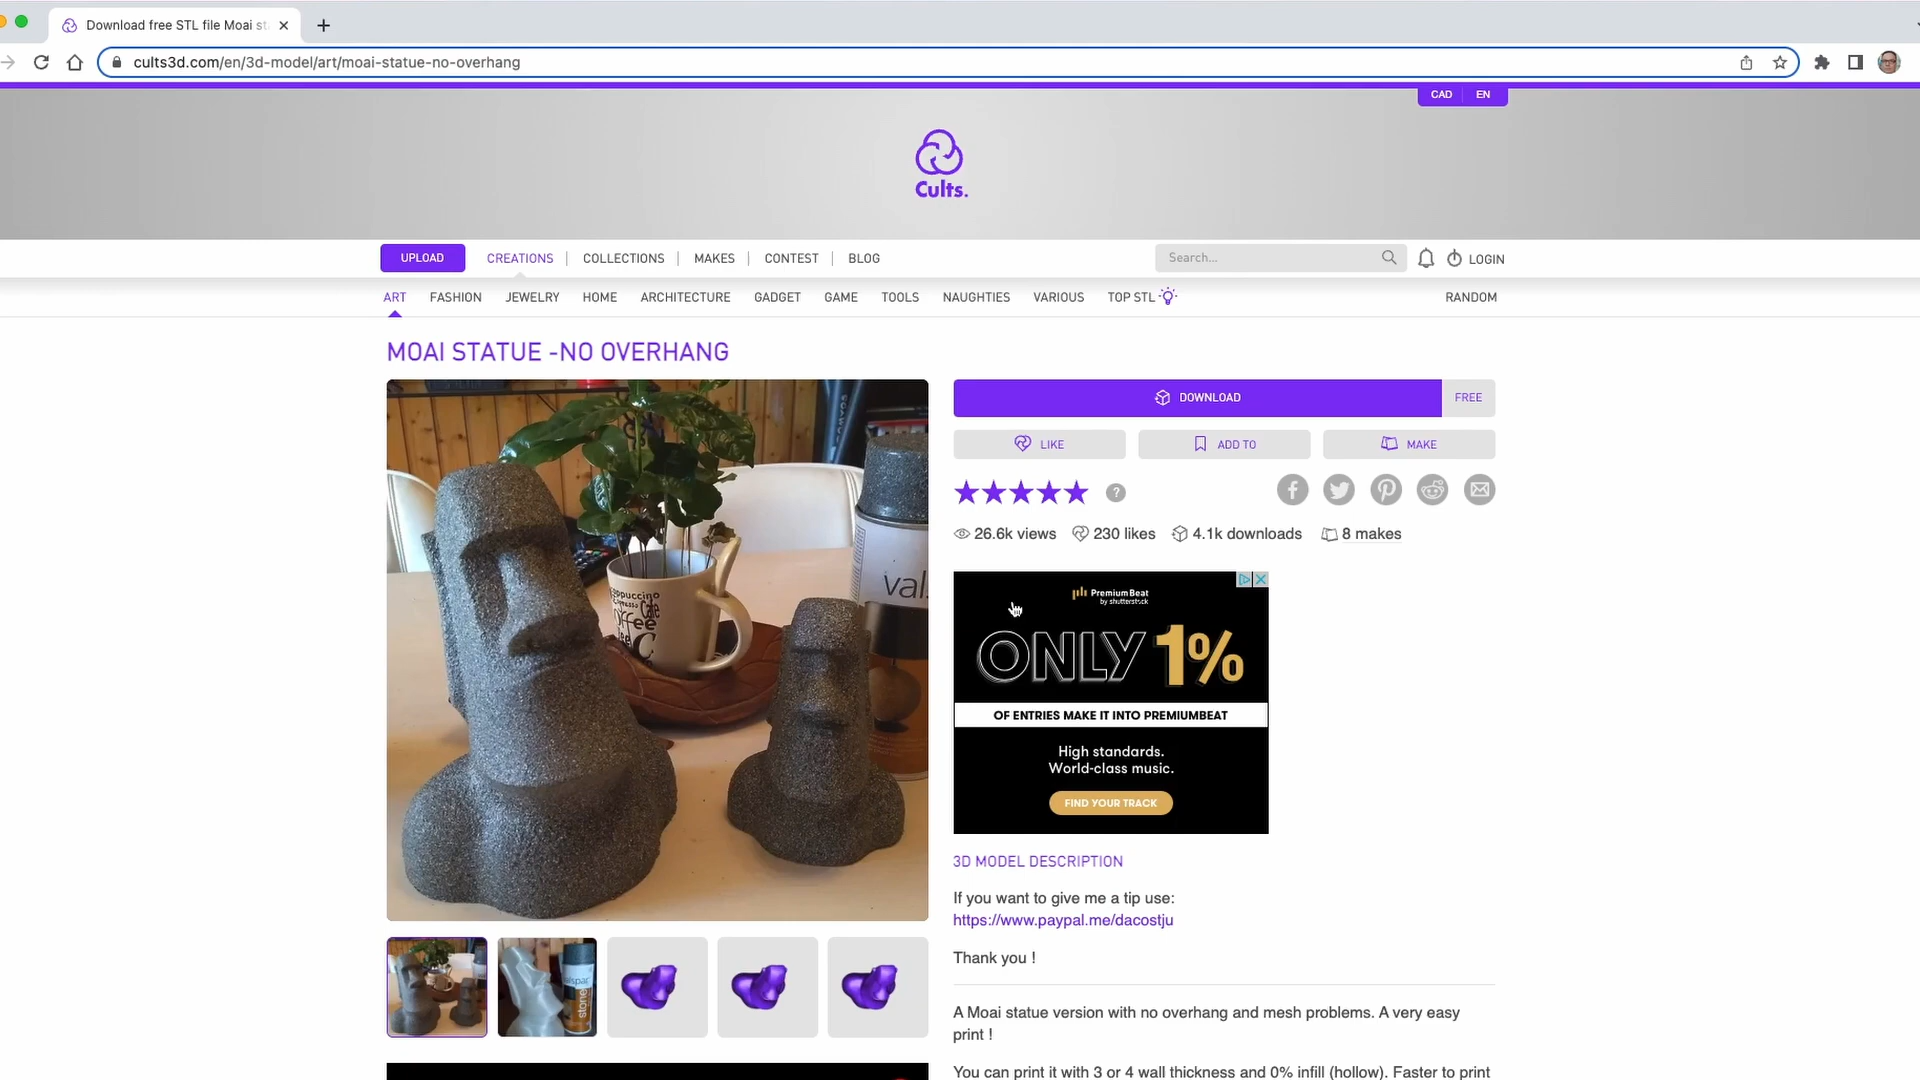 Download free STL file Moai sta
cults3d.com/en/3d-model/art/moai-statue-no-overhang
CAD EN
Cults.
UPLOAD CREATIONS COLLECTIONS MAKES CONTEST BLOG Search... LOGIN
ART FASHION JEWELRY HOME ARCHITECTURE GADGET GAME TOOLS NAUGHTIES VARIOUS TOP STL RANDOM
MOAI STATUE -NO OVERHANG
DOWNLOAD FREE
LIKE ADD TO MAKE
26.6k views 230 likes 4.1k downloads 8 makes
val
Coffee
PremiumBeat
by shutterstock
ONLY 1%
OF ENTRIES MAKE IT INTO PREMIUMBEAT
High standards.
World-class music.
FIND YOUR TRACK
3D MODEL DESCRIPTION
If you want to give me a tip use:
https://www.paypal.me/dacostju
Thank you !
stone
A Moai statue version with no overhang and mesh problems. A very easy
print !
You can print it with 3 or 4 wall thickness and 0% infill (hollow). Faster to print